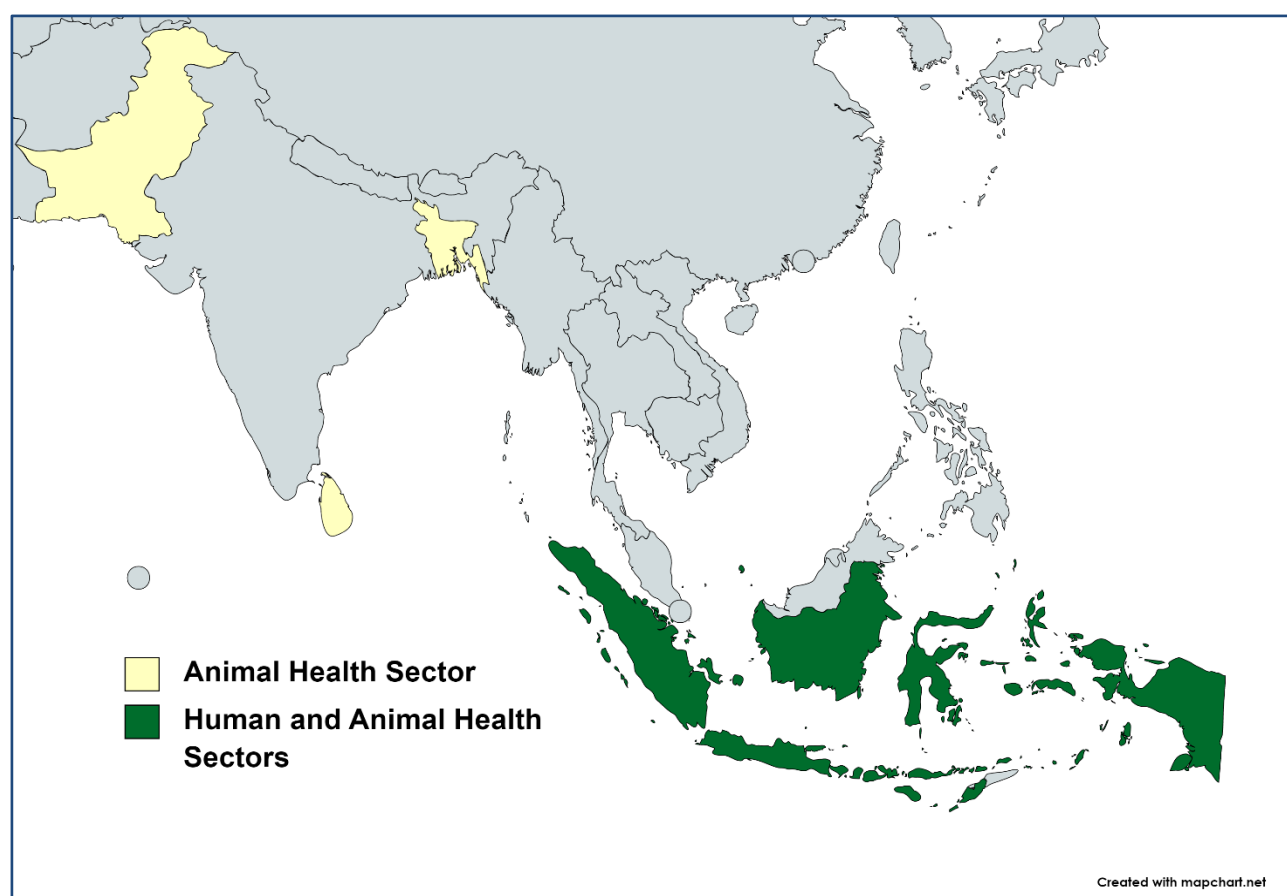 Animal Health Sector
Human and Animal Health
Sectors
Created with mapchart.net